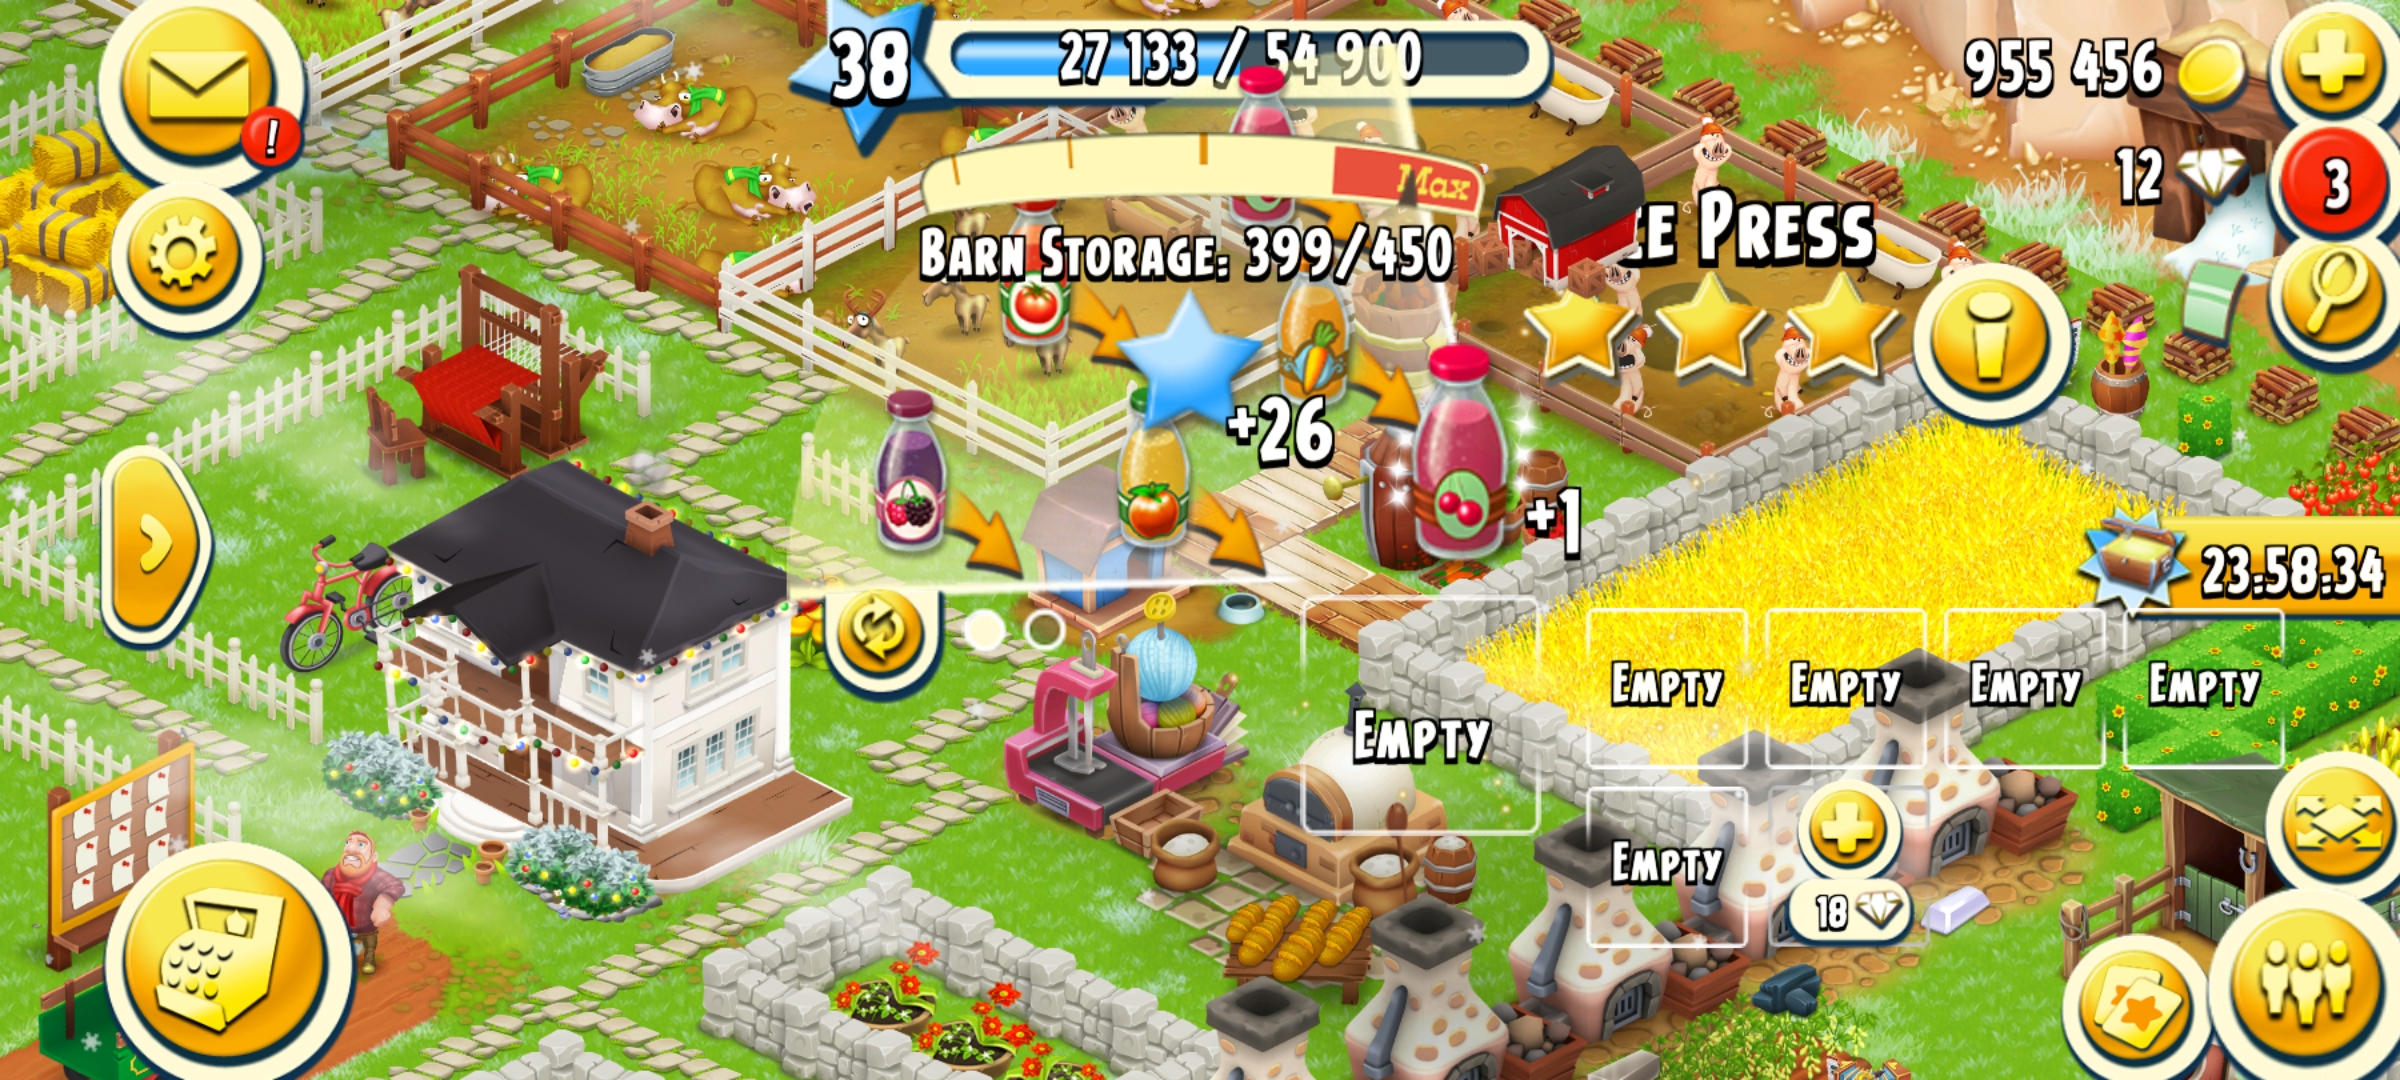 38
27 133 / 54 900
955 456
!
12
3
Max
Barn Storage: 399/450
Press
+26
+1
23:58:34
Empty
Empty
Empty
Empty
Empty
Empty
18